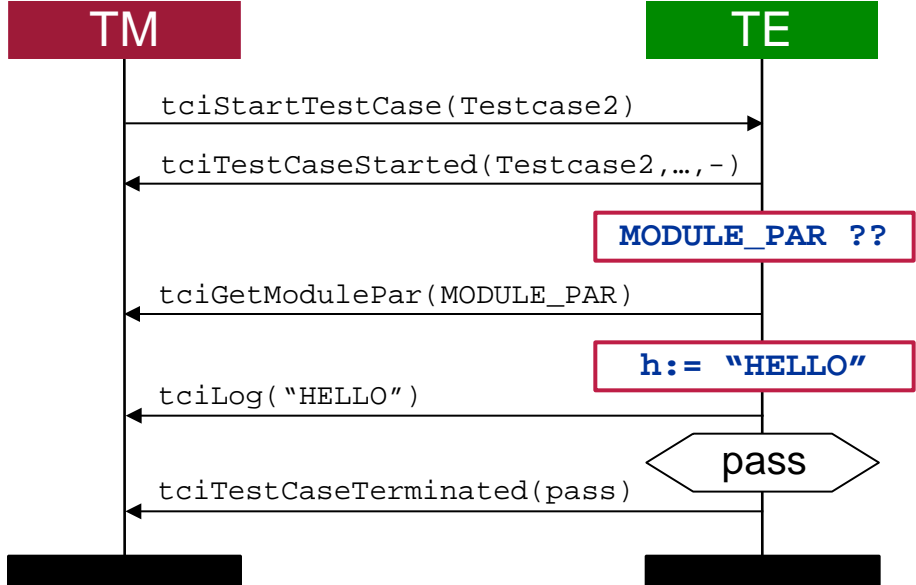 TM
TE
tciStartTestCase(Testcase2)
tciTestCaseStarted(Testcase2,…,-)
MODULE_PAR ??
tciGetModulePar(MODULE_PAR)
h:= “HELLO”
tciLog(“HELLO”)
pass
tciTestCaseTerminated(pass)